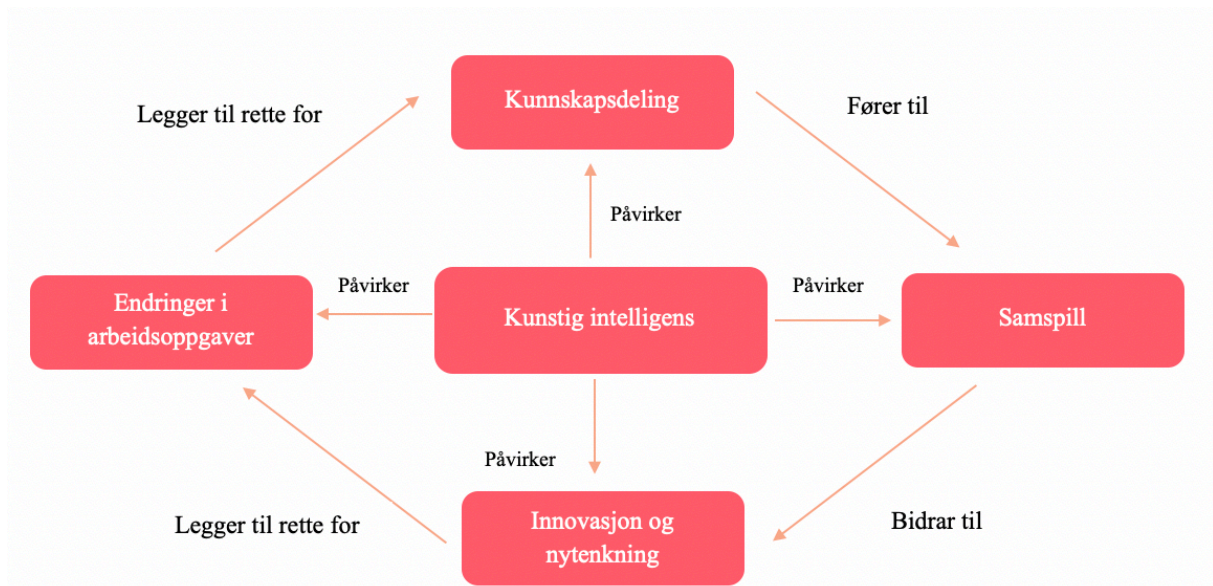 Kunnskapsdeling
Legger til rette for
Fører til
Påvirker
Endringer i
arbeidsoppgaver
Påvirker
Kunstig intelligens
Påvirker
Samspill
Påvirker
Legger til rette for
Innovasjon og
nytenkning
Bidrar til